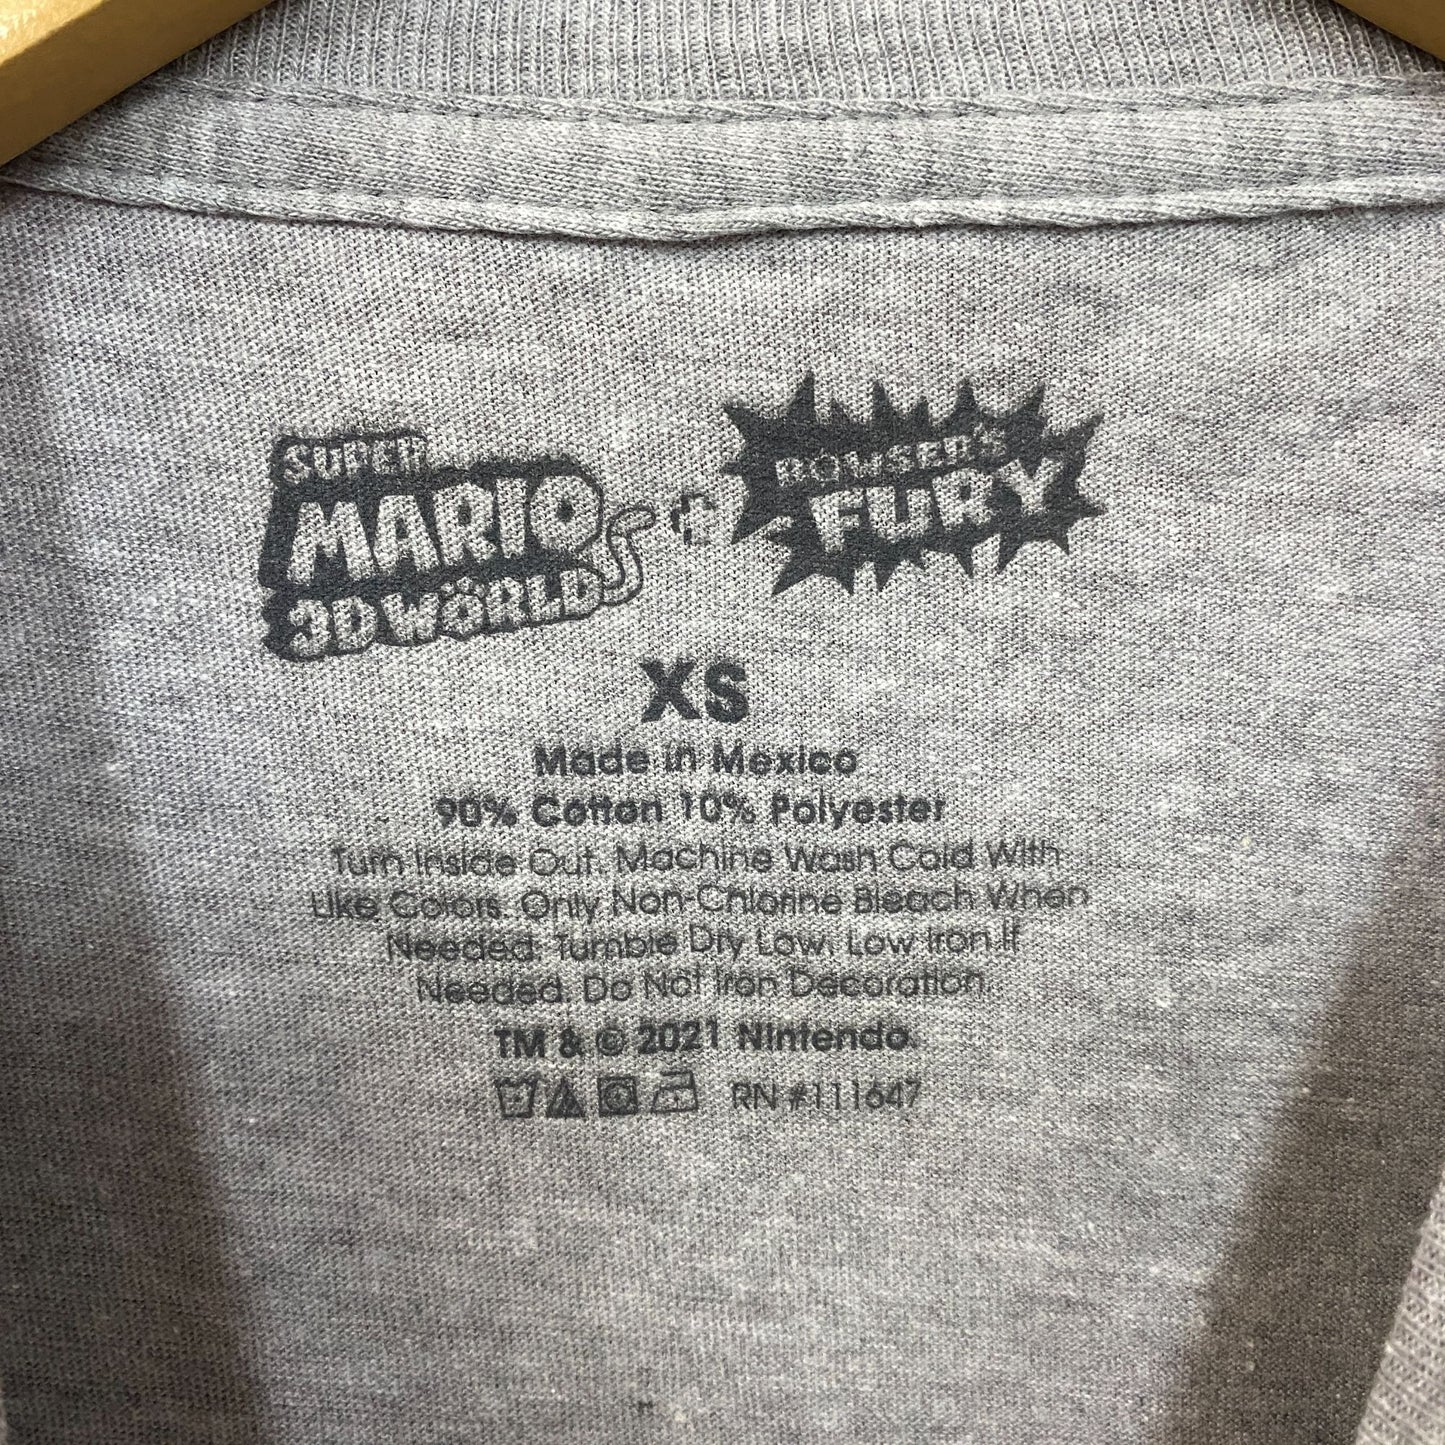 SUPER
MARIO
3D WORLD
+
BOWSER'S
FURY
XS
Made in Mexico
90% Cotton 10% Polyester
Turn Inside Out. Machine Wash Cold With
Like Colors. Only Non-Chlorine Bleach When
Needed. Tumble Dry Low. Low Iron If
Needed. Do Not Iron Decoration.
TM & © 2021 Nintendo.
RN #111647